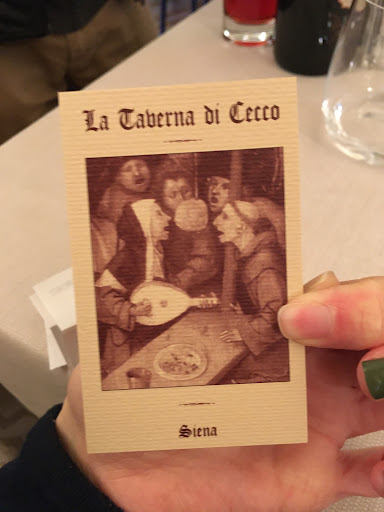 La Taverna di Cecco
Siena